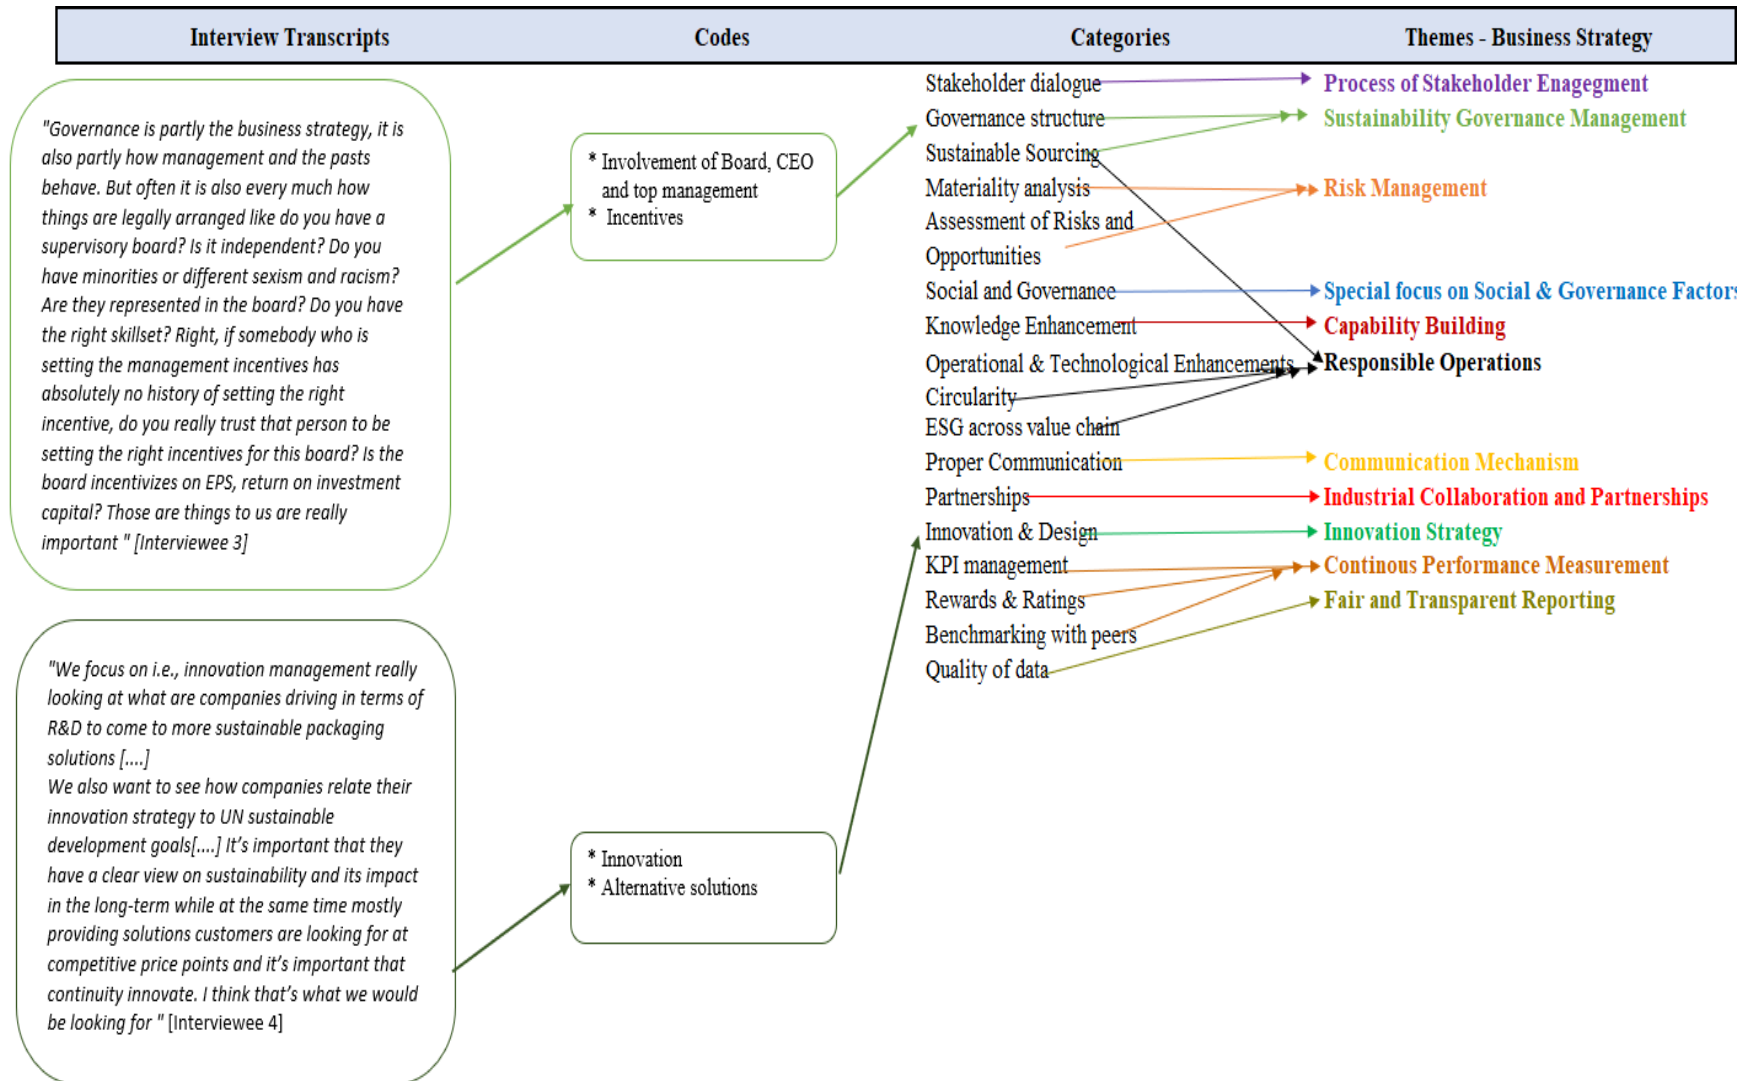 Interview Transcripts
Codes
Categories
Themes - Business Strategy
"Governance is partly the business strategy, it is
also partly how management and the pasts
behave. But often it is also every much how
things are legally arranged like do you have a
supervisory board? Is it independent? Do you
have minorities or different sexism and racism?
Are they represented in the board? Do you have
the right skillset? Right, if somebody who is
setting the management incentives has
absolutely no history of setting the right
incentive, do you really trust that person to be
setting the right incentives for this board? Is the
board incentivizes on EPS, return on investment
capital? Those are things to us are really
important " [Interviewee 3]
"We focus on i.e., innovation management really
looking at what are companies driving in terms of
R&D to come to more sustainable packaging
solutions [....]
We also want to see how companies relate their
innovation strategy to UN sustainable
development goals[....] It’s important that they
have a clear view on sustainability and its impact
in the long-term while at the same time mostly
providing solutions customers are looking for at
competitive price points and it’s important that
continuity innovate. I think that’s what we would
be looking for " [Interviewee 4]
* Involvement of Board, CEO
and top management
* Incentives
* Innovation
* Alternative solutions
Stakeholder dialogue
Governance structure
Sustainable Sourcing
Materiality analysis
Assessment of Risks and
Opportunities
Social and Governance
Knowledge Enhancement
Operational & Technological Enhancements
Circularity
ESG across value chain
Proper Communication
Partnerships
Innovation & Design
KPI management
Rewards & Ratings
Benchmarking with peers
Quality of data
Process of Stakeholder Enagegment
Sustainability Governance Management
Risk Management
Special focus on Social & Governance Factors
Capability Building
Responsible Operations
Communication Mechanism
Industrial Collaboration and Partnerships
Innovation Strategy
Continous Performance Measurement
Fair and Transparent Reporting